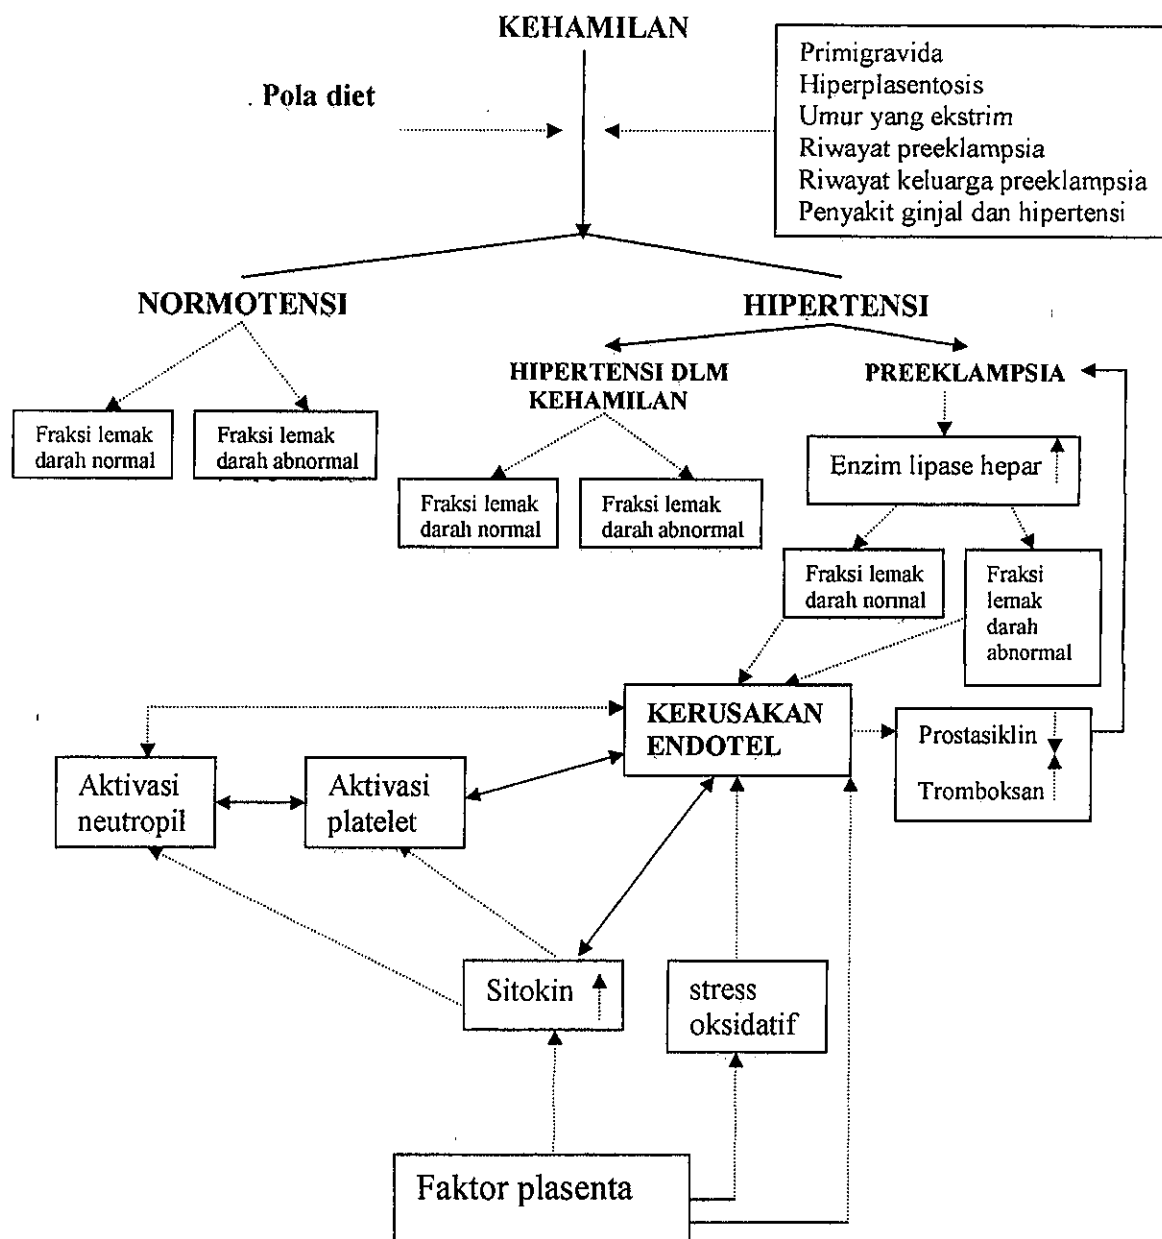 KEHAMILAN
Pola diet
Primigravida
Hiperplasentosis
Umur yang ekstrim
Riwayat preeklampsia
Riwayat keluarga preeklampsia
Penyakit ginjal dan hipertensi
NORMOTENSI
HIPERTENSI
HIPERTENSI DLM
KEHAMILAN
PREEKLAMPSIA
Fraksi lemak
darah normal
Fraksi lemak
darah abnormal
Enzim lipase hepar
Fraksi lemak
darah normal
Fraksi lemak
darah abnormal
Fraksi lemak
darah normal
Fraksi
lemak
darah
abnormal
KERUSAKAN
ENDOTEL
Prostasiklin
Tromboksan
Aktivasi
neutropil
Aktivasi
platelet
Sitokin
stress
oksidatif
Faktor plasenta